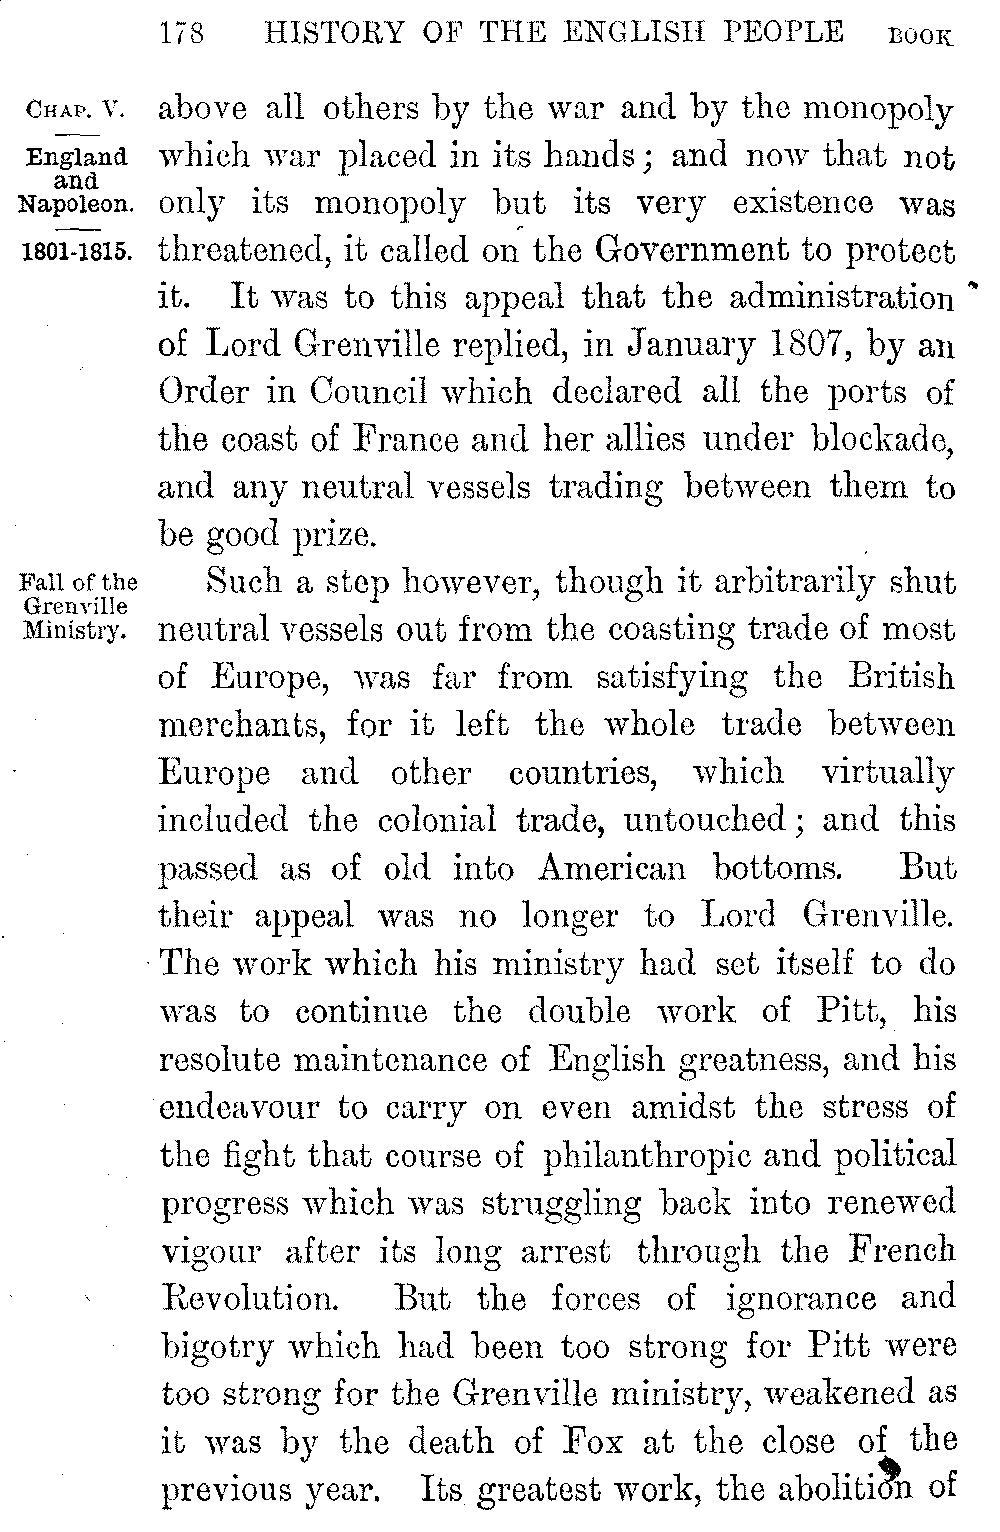 178 HISTORY OF THE ENGLISH PEOPLE BOOK
CHAP. V.
England
and
Napoleon.
1801-1815.
above all others by the war and by the monopoly
which war placed in its hands; and now that not
only its monopoly but its very existence was
threatened, it called on the Government to protect
it. It was to this appeal that the administration
of Lord Grenville replied, in January 1807, by an
Order in Council which declared all the ports of
the coast of France and her allies under blockade,
and any neutral vessels trading between them to
be good prize.
Fall of the
Grenville
Ministry.
Such a step however, though it arbitrarily shut
neutral vessels out from the coasting trade of most
of Europe, was far from satisfying the British
merchants, for it left the whole trade between
Europe and other countries, which virtually
included the colonial trade, untouched; and this
passed as of old into American bottoms. But
their appeal was no longer to Lord Grenville.
The work which his ministry had set itself to do
was to continue the double work of Pitt, his
resolute maintenance of English greatness, and his
endeavour to carry on even amidst the stress of
the fight that course of philanthropic and political
progress which was struggling back into renewed
vigour after its long arrest through the French
Revolution. But the forces of ignorance and
bigotry which had been too strong for Pitt were
too strong for the Grenville ministry, weakened as
it was by the death of Fox at the close of the
previous year. Its greatest work, the abolition of